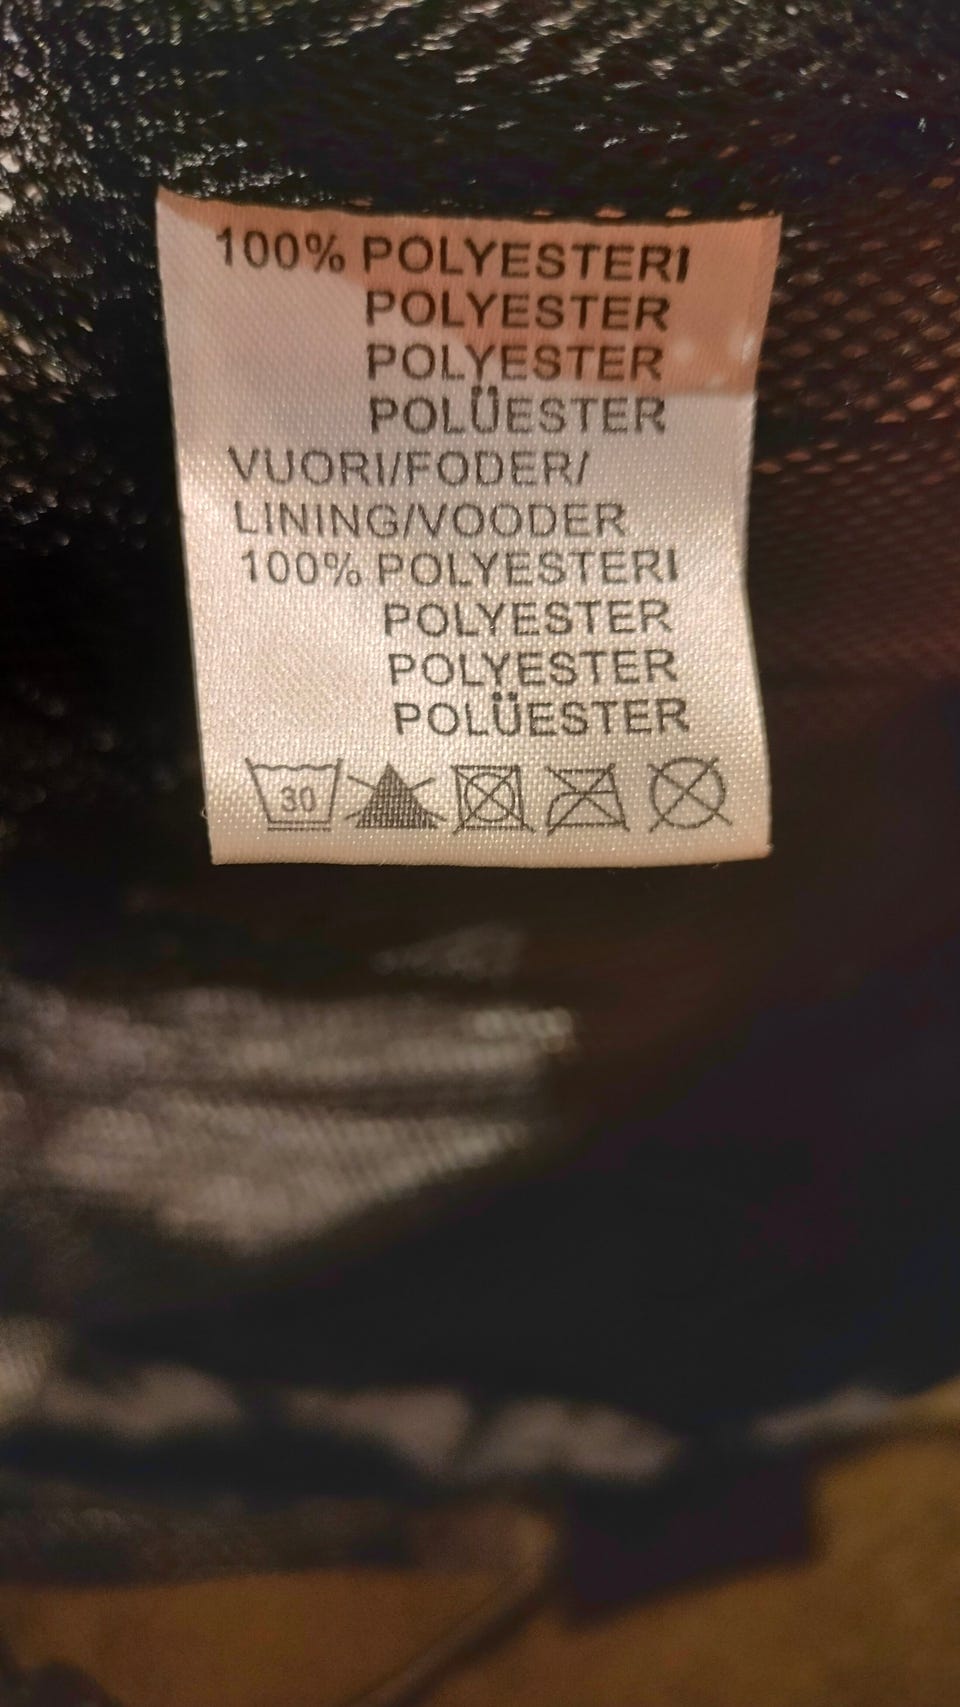 100% POLYESTERI
POLYESTER
POLYESTER
POLÜESTER
VUORI/FODER/
LINING/VOODER
100% POLYESTERI
POLYESTER
POLYESTER
POLÜESTER
30